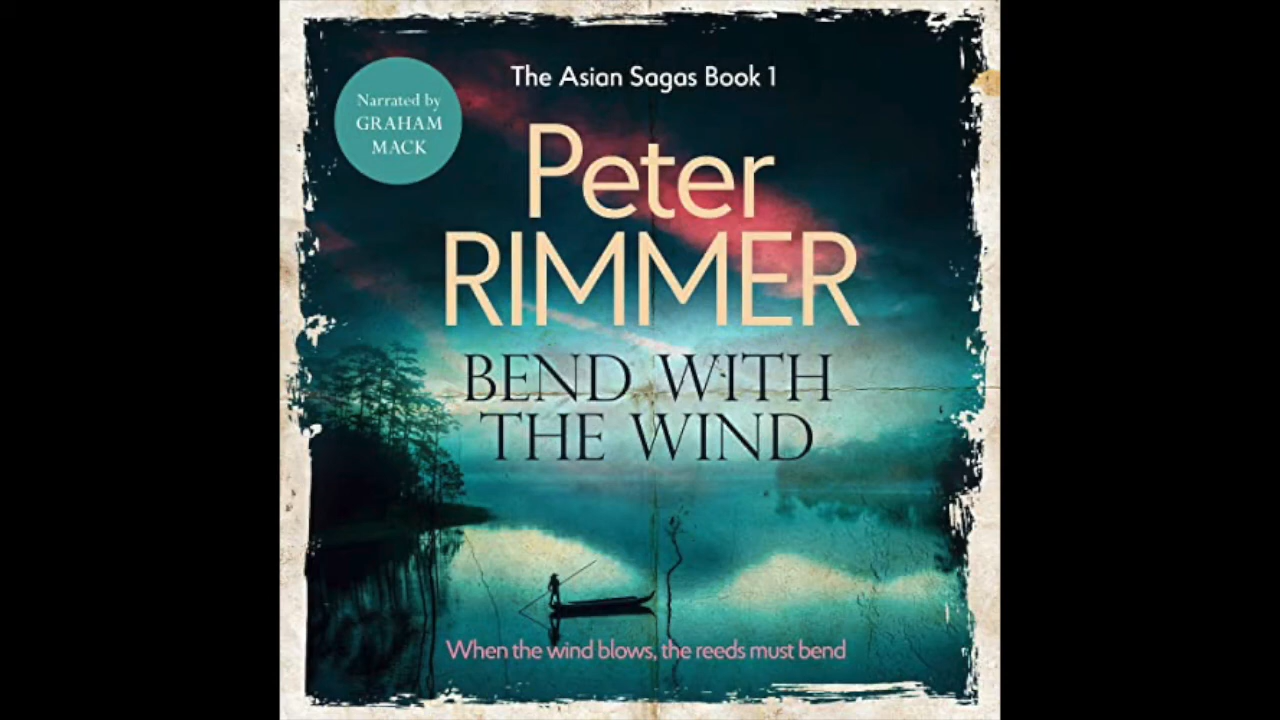 The Asian Sagas Book 1
Narrated by
GRAHAM
MACK
Peter
RIMMER
BEND WITH
THE WIND
When the wind blows, the reeds must bend